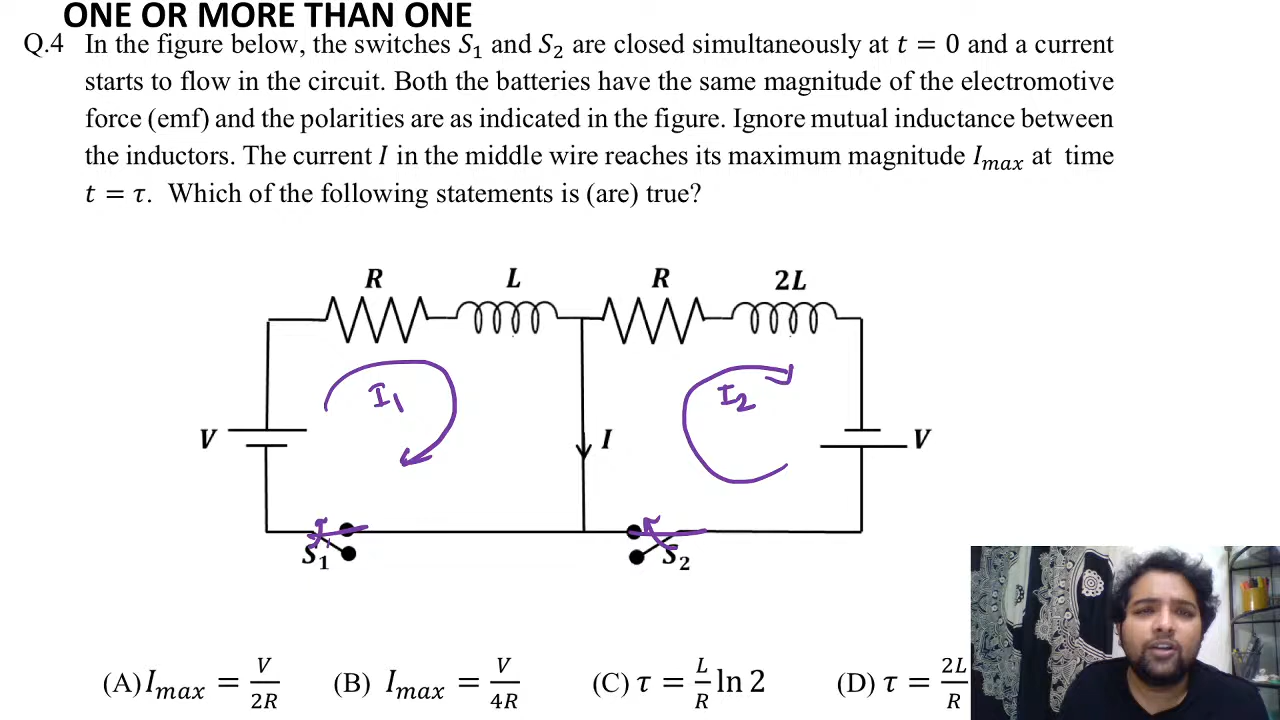 ONE OR MORE THAN ONE
Q.4 In the figure below, the switches S₁ and S₂ are closed simultaneously at t = 0 and a current
starts to flow in the circuit. Both the batteries have the same magnitude of the electromotive
force (emf) and the polarities are as indicated in the figure. Ignore mutual inductance between
the inductors. The current I in the middle wire reaches its maximum magnitude Iₘₐₓ at time
t = τ. Which of the following statements is (are) true?
R L R 2L
I₁ I₂
V I V
S₁ S₂
(A) Iₘₐₓ = V/2R (B) Iₘₐₓ = V/4R (C) τ = L/R ln 2 (D) τ = 2L/R